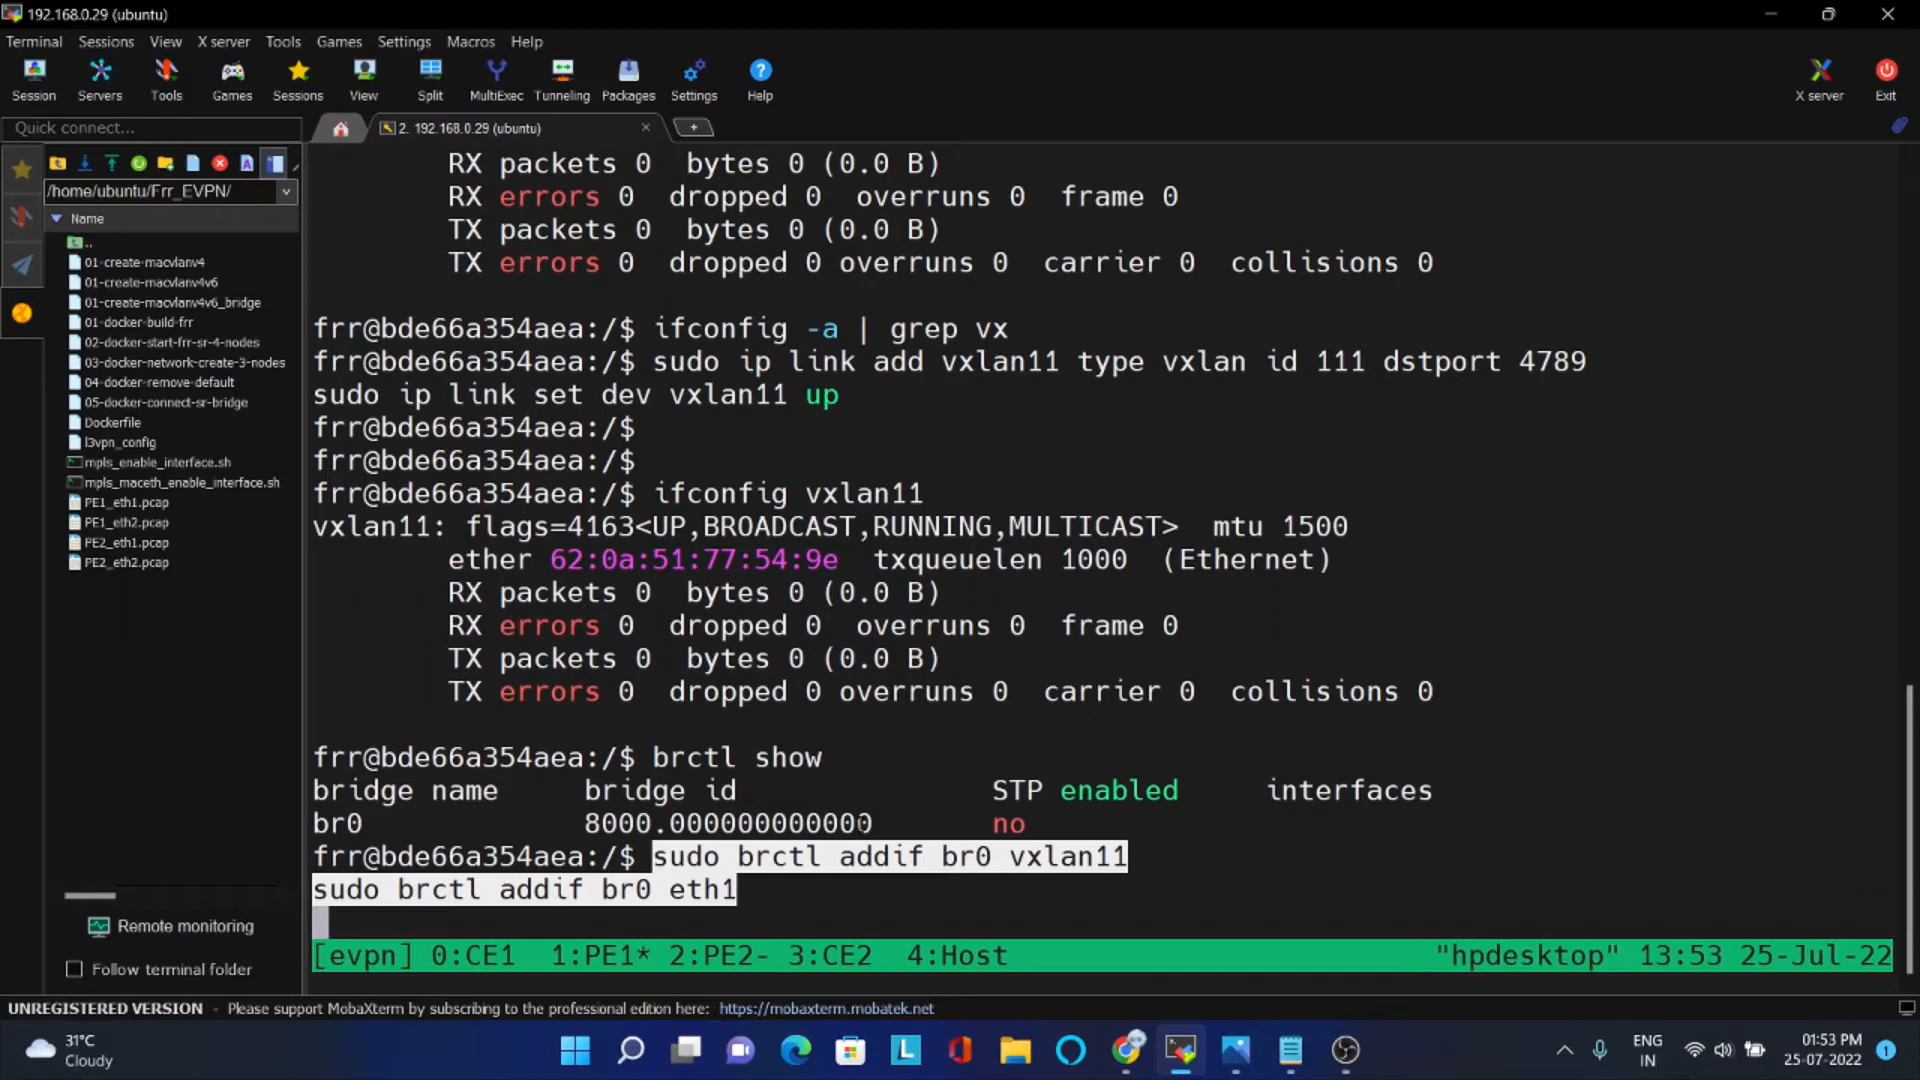 192.168.0.29 (ubuntu)
Terminal Sessions View X server Tools Games Settings Macros Help
Session Servers Tools Games Sessions View Split MultiExec Tunneling Packages Settings Help X server Exit
Quick connect...
2. 192.168.0.29 (ubuntu)
/home/ubuntu/Frr_EVPN/
Name
..
01-create-macvlanv4
01-create-macvlanv4v6
01-create-macvlanv4v6_bridge
01-docker-build-frr
02-docker-start-frr-sr-4-nodes
03-docker-network-create-3-nodes
04-docker-remove-default
05-docker-connect-sr-bridge
Dockerfile
l3vpn_config
mpls_enable_interface.sh
mpls_maceth_enable_interface.sh
PE1_eth1.pcap
PE1_eth2.pcap
PE2_eth1.pcap
PE2_eth2.pcap
Remote monitoring
Follow terminal folder
RX packets 0 bytes 0 (0.0 B)
RX errors 0 dropped 0 overruns 0 frame 0
TX packets 0 bytes 0 (0.0 B)
TX errors 0 dropped 0 overruns 0 carrier 0 collisions 0
frr@bde66a354aea:/$ ifconfig -a | grep vx
frr@bde66a354aea:/$ sudo ip link add vxlan11 type vxlan id 111 dstport 4789
sudo ip link set dev vxlan11 up
frr@bde66a354aea:/$
frr@bde66a354aea:/$
frr@bde66a354aea:/$ ifconfig vxlan11
vxlan11: flags=4163<UP,BROADCAST,RUNNING,MULTICAST> mtu 1500
ether 62:0a:51:77:54:9e txqueuelen 1000 (Ethernet)
RX packets 0 bytes 0 (0.0 B)
RX errors 0 dropped 0 overruns 0 frame 0
TX packets 0 bytes 0 (0.0 B)
TX errors 0 dropped 0 overruns 0 carrier 0 collisions 0
frr@bde66a354aea:/$ brctl show
bridge name bridge id STP enabled interfaces
br0 8000.000000000000 no
frr@bde66a354aea:/$ sudo brctl addif br0 vxlan11
sudo brctl addif br0 eth1
[evpn] 0:CE1 1:PE1* 2:PE2- 3:CE2 4:Host "hpdesktop" 13:53 25-Jul-22
UNREGISTERED VERSION - Please support MobaXterm by subscribing to the professional edition here: https://mobaxterm.mobatek.net
31°C
Cloudy
ENG
IN
01:53 PM
25-07-2022
1